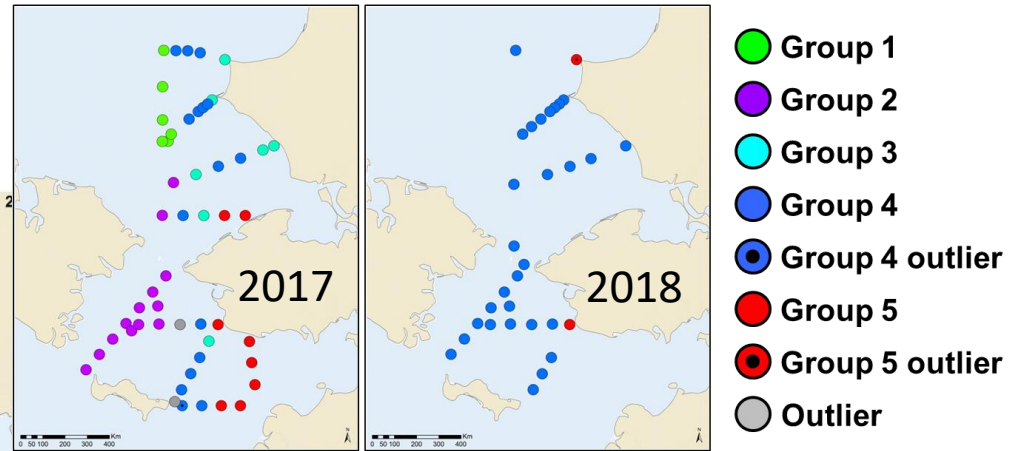 2
2017
2018
Group 1
Group 2
Group 3
Group 4
Group 4 outlier
Group 5
Group 5 outlier
Outlier
Km
0 50 100 200 300 400
N
Km
0 50 100 200 300 400
N